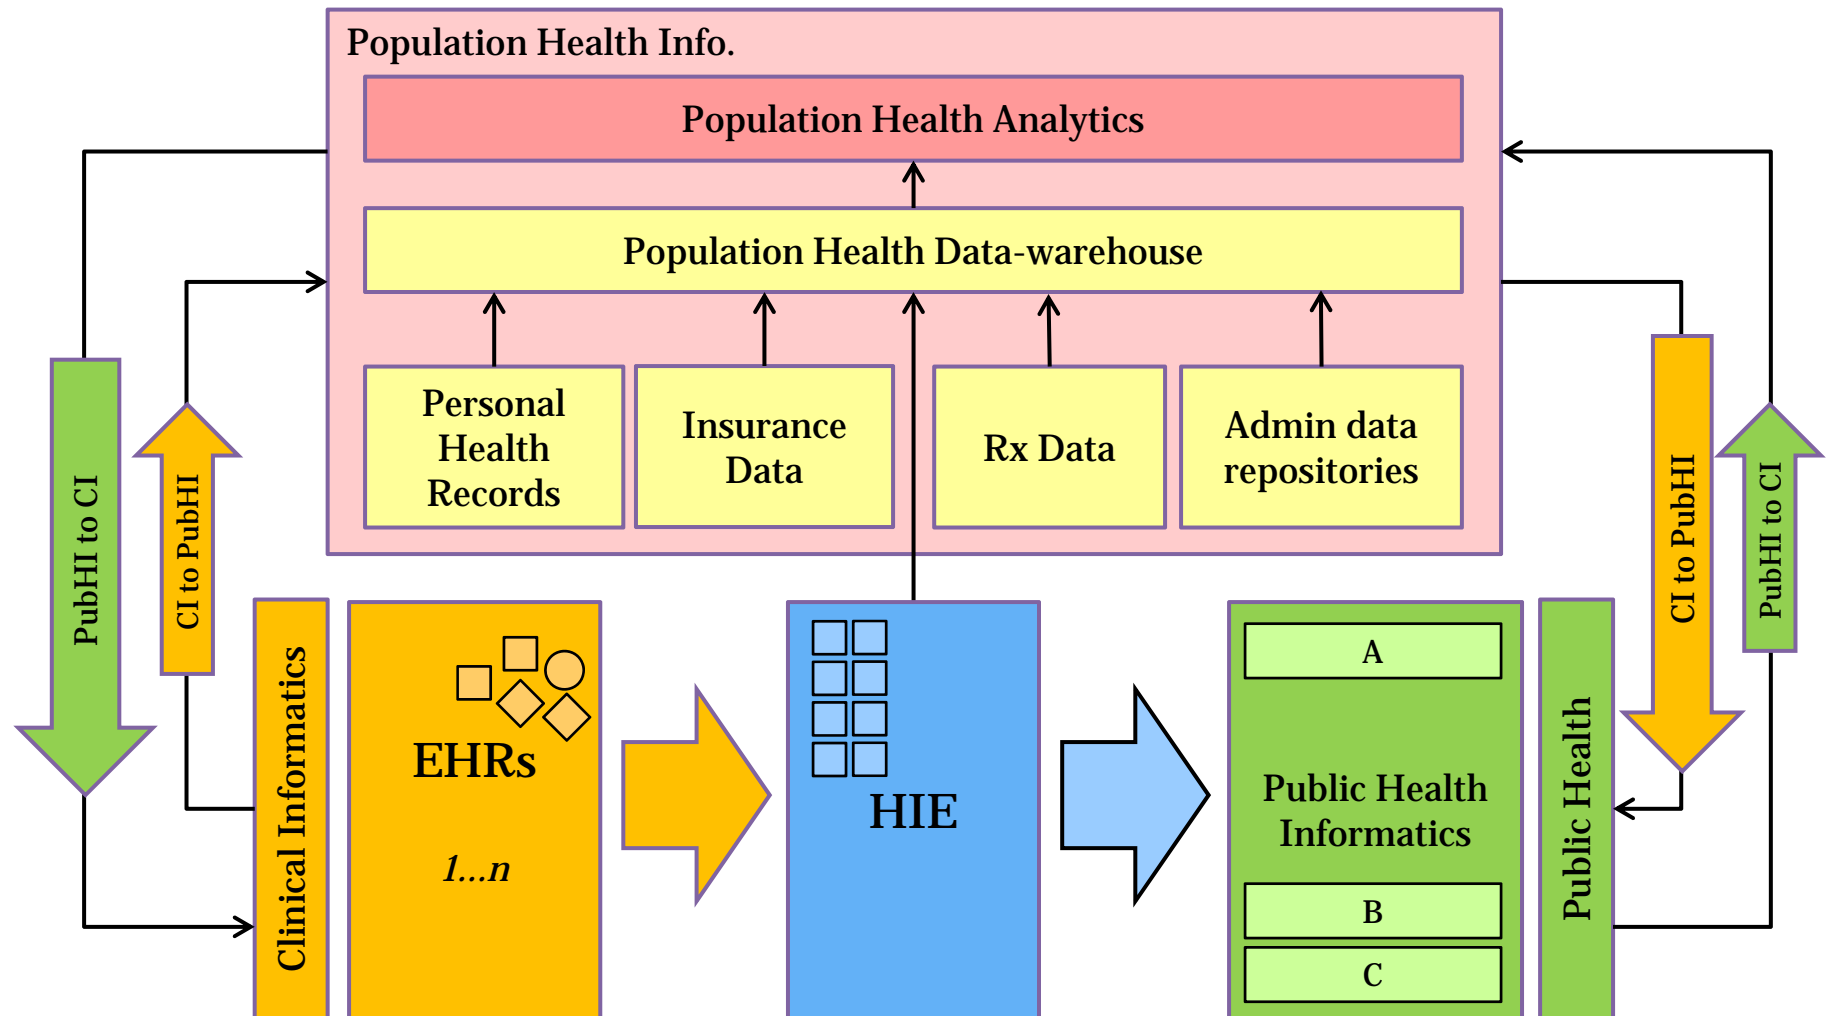 Population Health Info.
Population Health Analytics
Population Health Data-warehouse
Personal
Health
Records
Insurance
Data
Rx Data
Admin data
repositories
PubHI to CI
CI to PubHI
CI to PubHI
PubHI to CI
Clinical Informatics
EHRs
1...n
HIE
A
Public Health
Informatics
B
C
Public Health